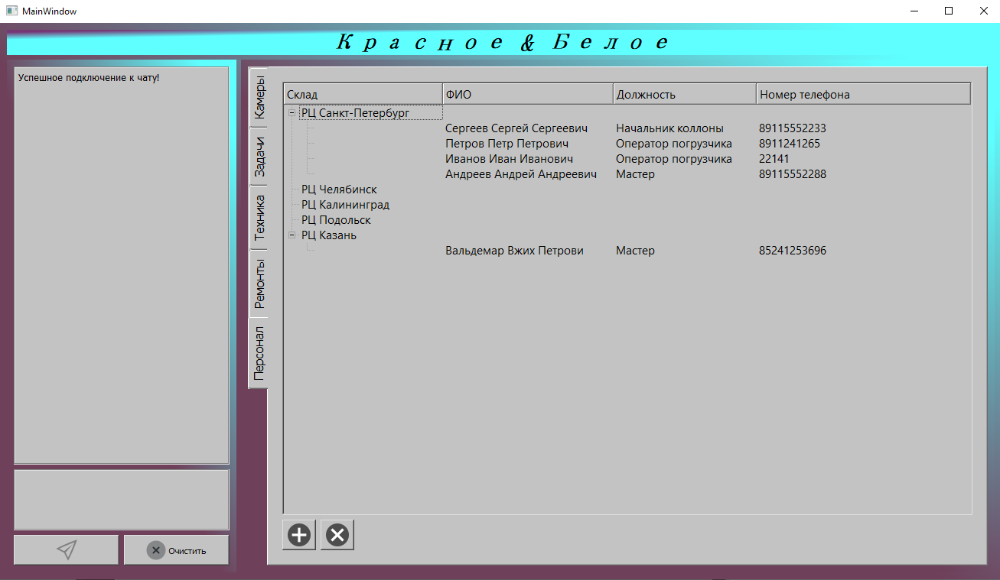 MainWindow
Красное & Белое
Успешное подключение к чату!
Очистить
Камеры
Задачи
Техника
Ремонты
Персонал
Склад ФИО Должность Номер телефона
РЦ Санкт-Петербург
Сергеев Сергей Сергеевич Начальник коллоны 89115552233
Петров Петр Петрович Оператор погрузчика 8911241265
Иванов Иван Иванович Оператор погрузчика 22141
Андреев Андрей Андреевич Мастер 89115552288
РЦ Челябинск
РЦ Калининград
РЦ Подольск
РЦ Казань
Вальдемар Вжих Петрови Мастер 85241253696